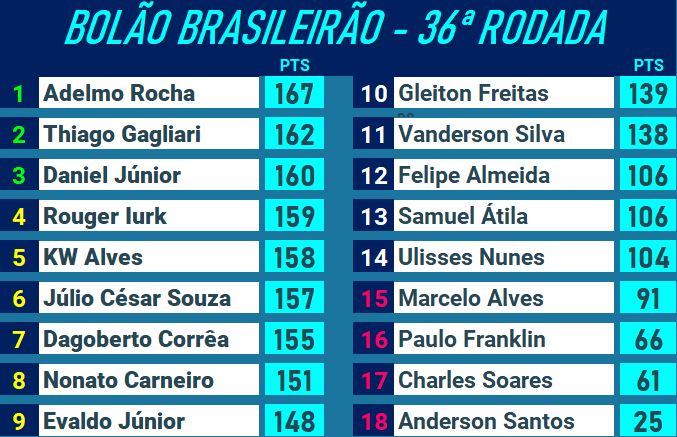 BOLÃO BRASILEIRÃO - 36ª RODADA
PTS
1 Adelmo Rocha 167
2 Thiago Gagliari 162
3 Daniel Júnior 160
4 Rouger Iurk 159
5 KW Alves 158
6 Júlio César Souza 157
7 Dagoberto Corrêa 155
8 Nonato Carneiro 151
9 Evaldo Júnior 148
PTS
10 Gleiton Freitas 139
11 Vanderson Silva 138
12 Felipe Almeida 106
13 Samuel Átila 106
14 Ulisses Nunes 104
15 Marcelo Alves 91
16 Paulo Franklin 66
17 Charles Soares 61
18 Anderson Santos 25